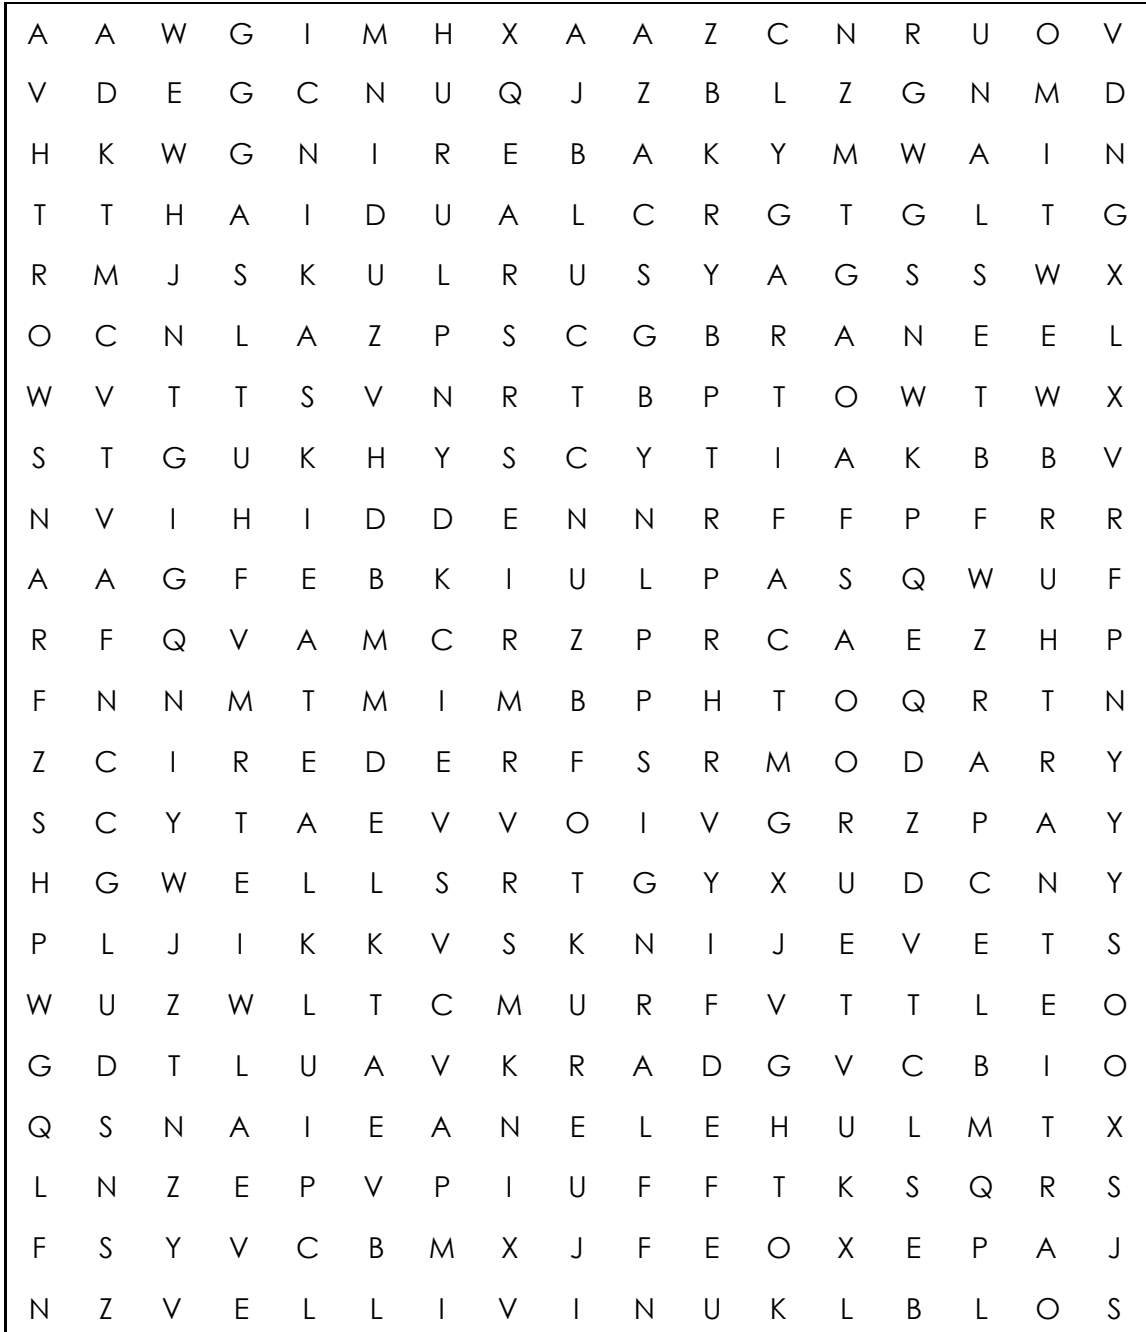 A A W G I M H X A A Z C N R U O V
V D E G C N U Q J Z B L Z G N M D
H K W G N I R E B A K Y M W A I N
T T H A I D U A L C R G T G L T G
R M J S K U L R U S Y A G S S W X
O C N L A Z P S C G B R A N E E L
W V T T S V N R T B P T O W T W X
S T G U K H Y S C Y T I A K B B V
N V I H I D D E N N R F F P F R R
A A G F E B K I U L P A S Q W U F
R F Q V A M C R Z P R C A E Z H P
F N N M T M I M B P H T O Q R T N
Z C I R E D E R F S R M O D A R Y
S C Y T A E V V O I V G R Z P A Y
H G W E L L S R T G Y X U D C N Y
P L J I K K V S K N I J E V E T S
W U Z W L T C M U R F V T T L E O
G D T L U A V K R A D G V C B I O
Q S N A I E A N E L E H U L M T X
L N Z E P V P I U F F T K S Q R S
F S Y V C B M X J F E O X E P A J
N Z V E L L I V I N U K L B L O S